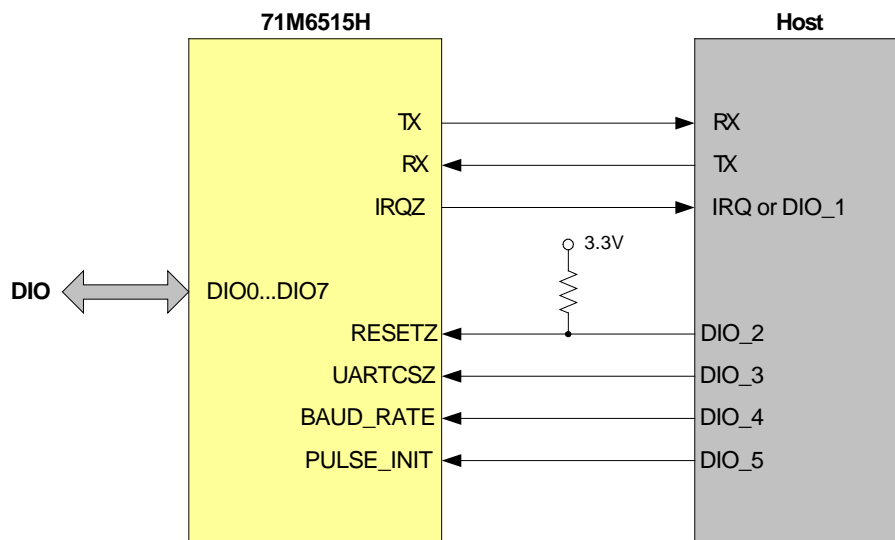 71M6515H Host
TX RX
RX TX
IRQZ IRQ or DIO_1
3.3V
DIO DIO0...DIO7
RESETZ DIO_2
UARTCSZ DIO_3
BAUD_RATE DIO_4
PULSE_INIT DIO_5